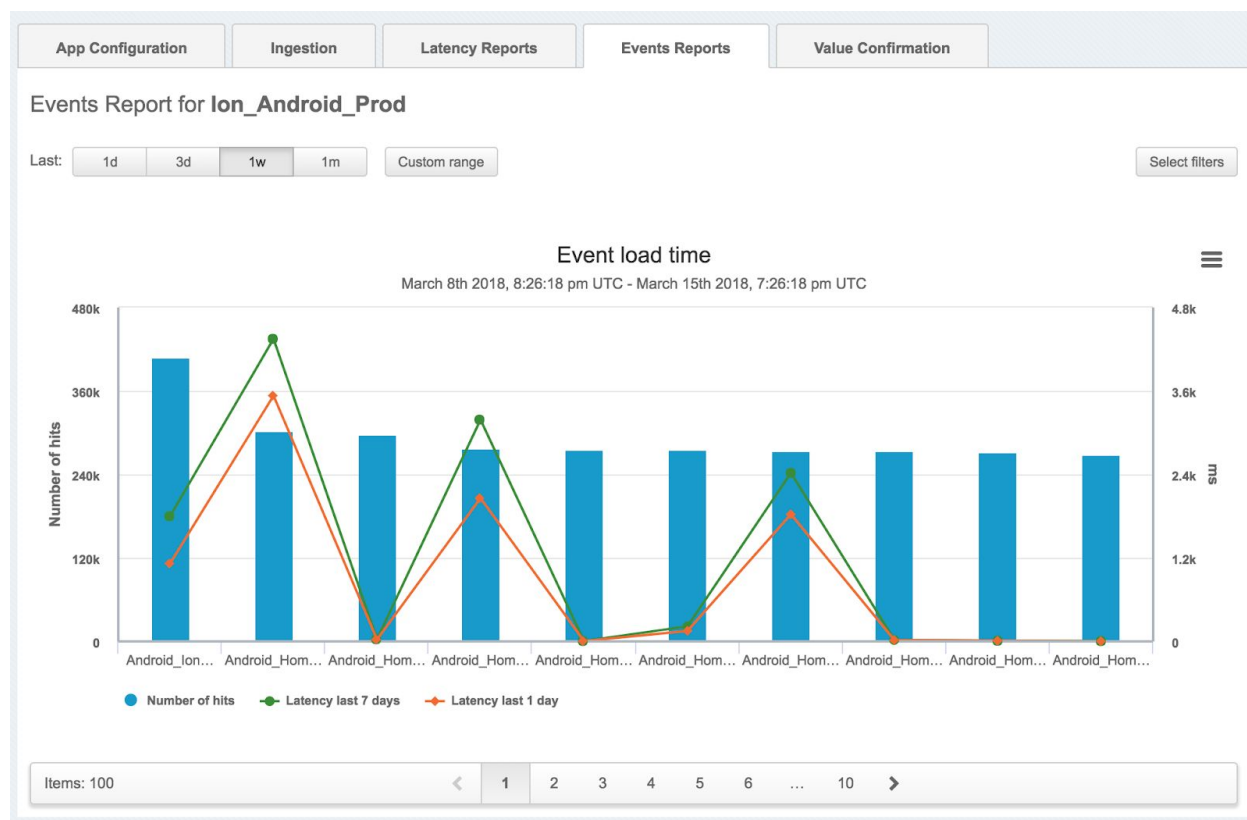 App Configuration Ingestion Latency Reports Events Reports Value Confirmation
Events Report for Ion_Android_Prod
Last: 1d 3d 1w 1m Custom range Select filters
Event load time
March 8th 2018, 8:26:18 pm UTC - March 15th 2018, 7:26:18 pm UTC
480k 4.8k
360k 3.6k
240k 2.4k
120k 1.2k
0 0
Number of hits
ms
Android_Ion... Android_Hom... Android_Hom... Android_Hom... Android_Hom... Android_Hom... Android_Hom... Android_Hom... Android_Hom... Android_Hom...
Number of hits Latency last 7 days Latency last 1 day
Items: 100 1 2 3 4 5 6 ... 10